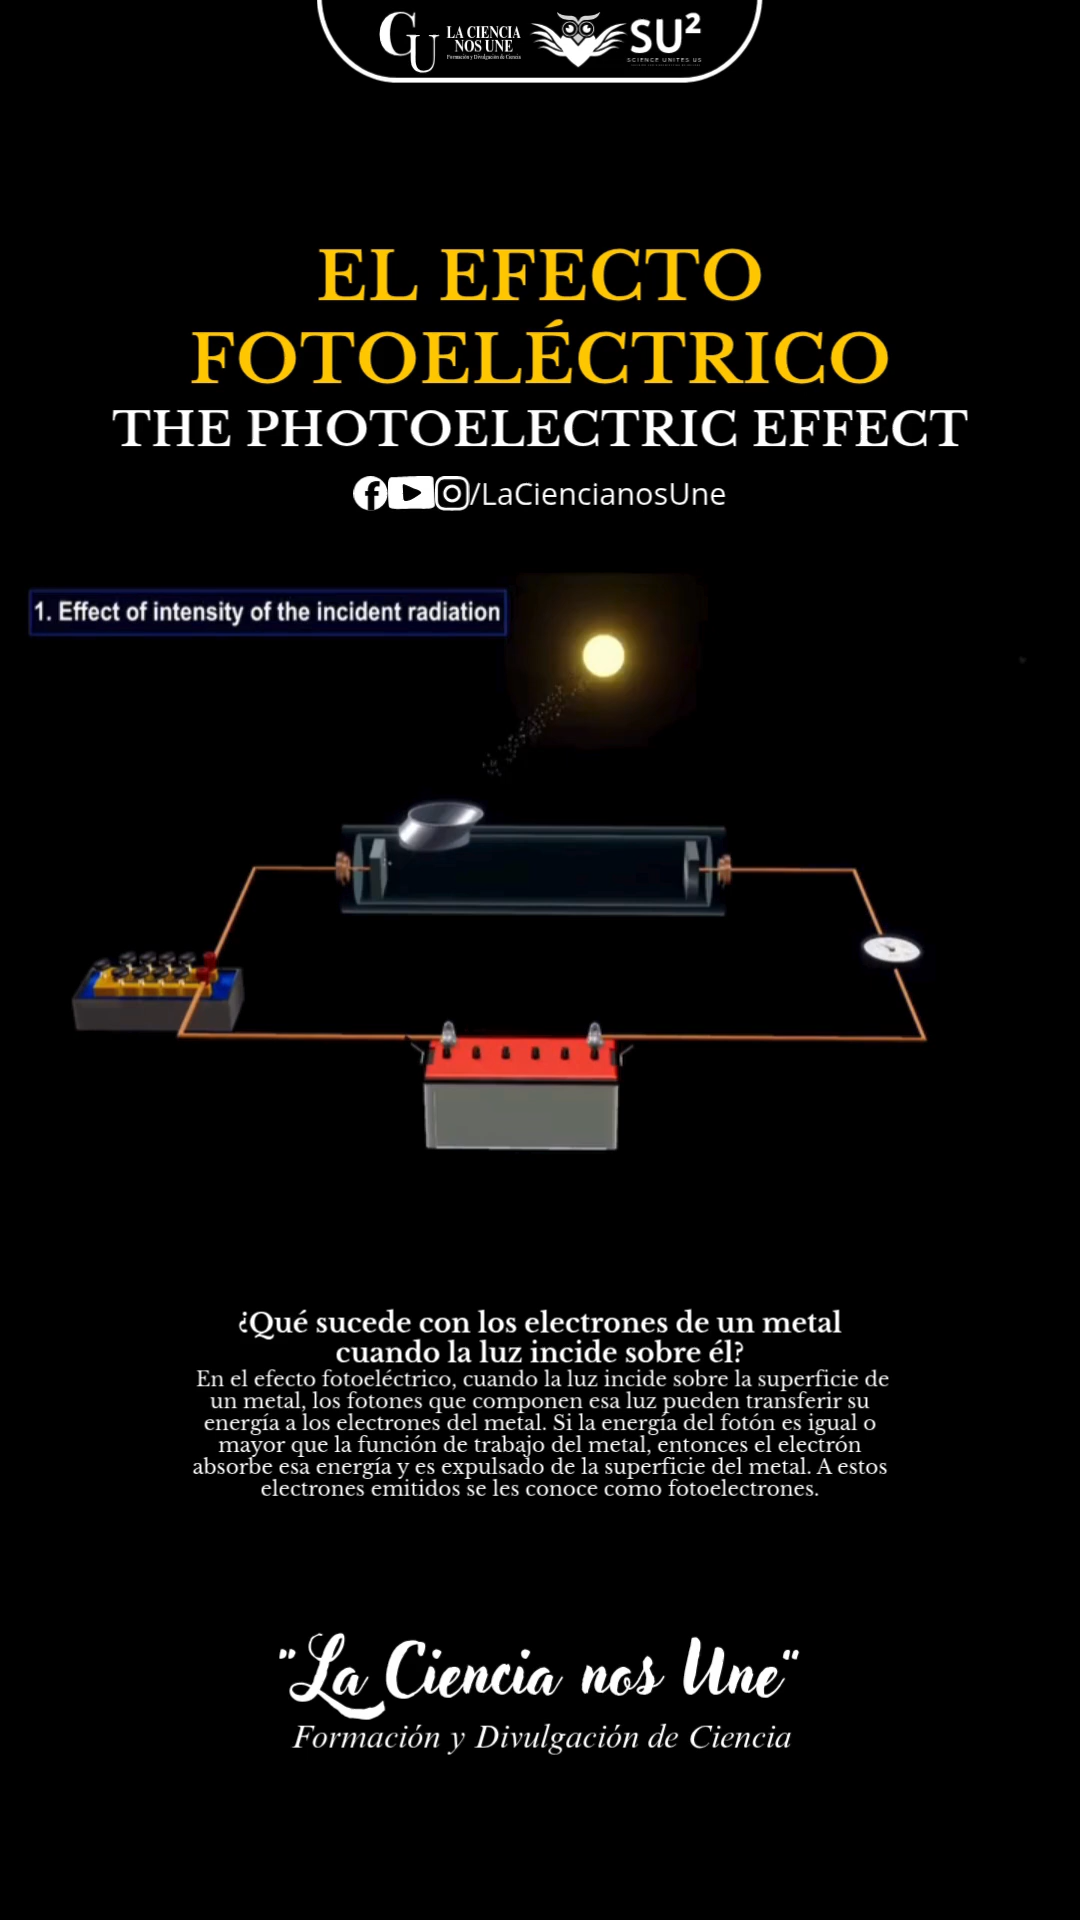 CU
LA CIENCIA
NOS UNE
Formación y Divulgación de Ciencia
SU²
SCIENCE UNITES US
EL EFECTO
FOTOELÉCTRICO
THE PHOTOELECTRIC EFFECT
/LaCiencianosUne
1. Effect of intensity of the incident radiation
¿Qué sucede con los electrones de un metal
cuando la luz incide sobre él?
En el efecto fotoeléctrico, cuando la luz incide sobre la superficie de
un metal, los fotones que componen esa luz pueden transferir su
energía a los electrones del metal. Si la energía del fotón es igual o
mayor que la función de trabajo del metal, entonces el electrón
absorbe esa energía y es expulsado de la superficie del metal. A estos
electrones emitidos se les conoce como fotoelectrones.
"La Ciencia nos Une"
Formación y Divulgación de Ciencia